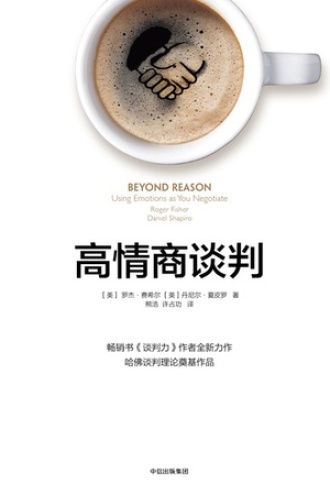 BEYOND REASON
Using Emotions as You Negotiate
Roger Fisher
Daniel Shapiro
高情商谈判
[美] 罗杰·费希尔 [美] 丹尼尔·夏皮罗 著
熊浩 许占功 译
畅销书《谈判力》作者全新力作
哈佛谈判理论奠基作品
中信出版集团